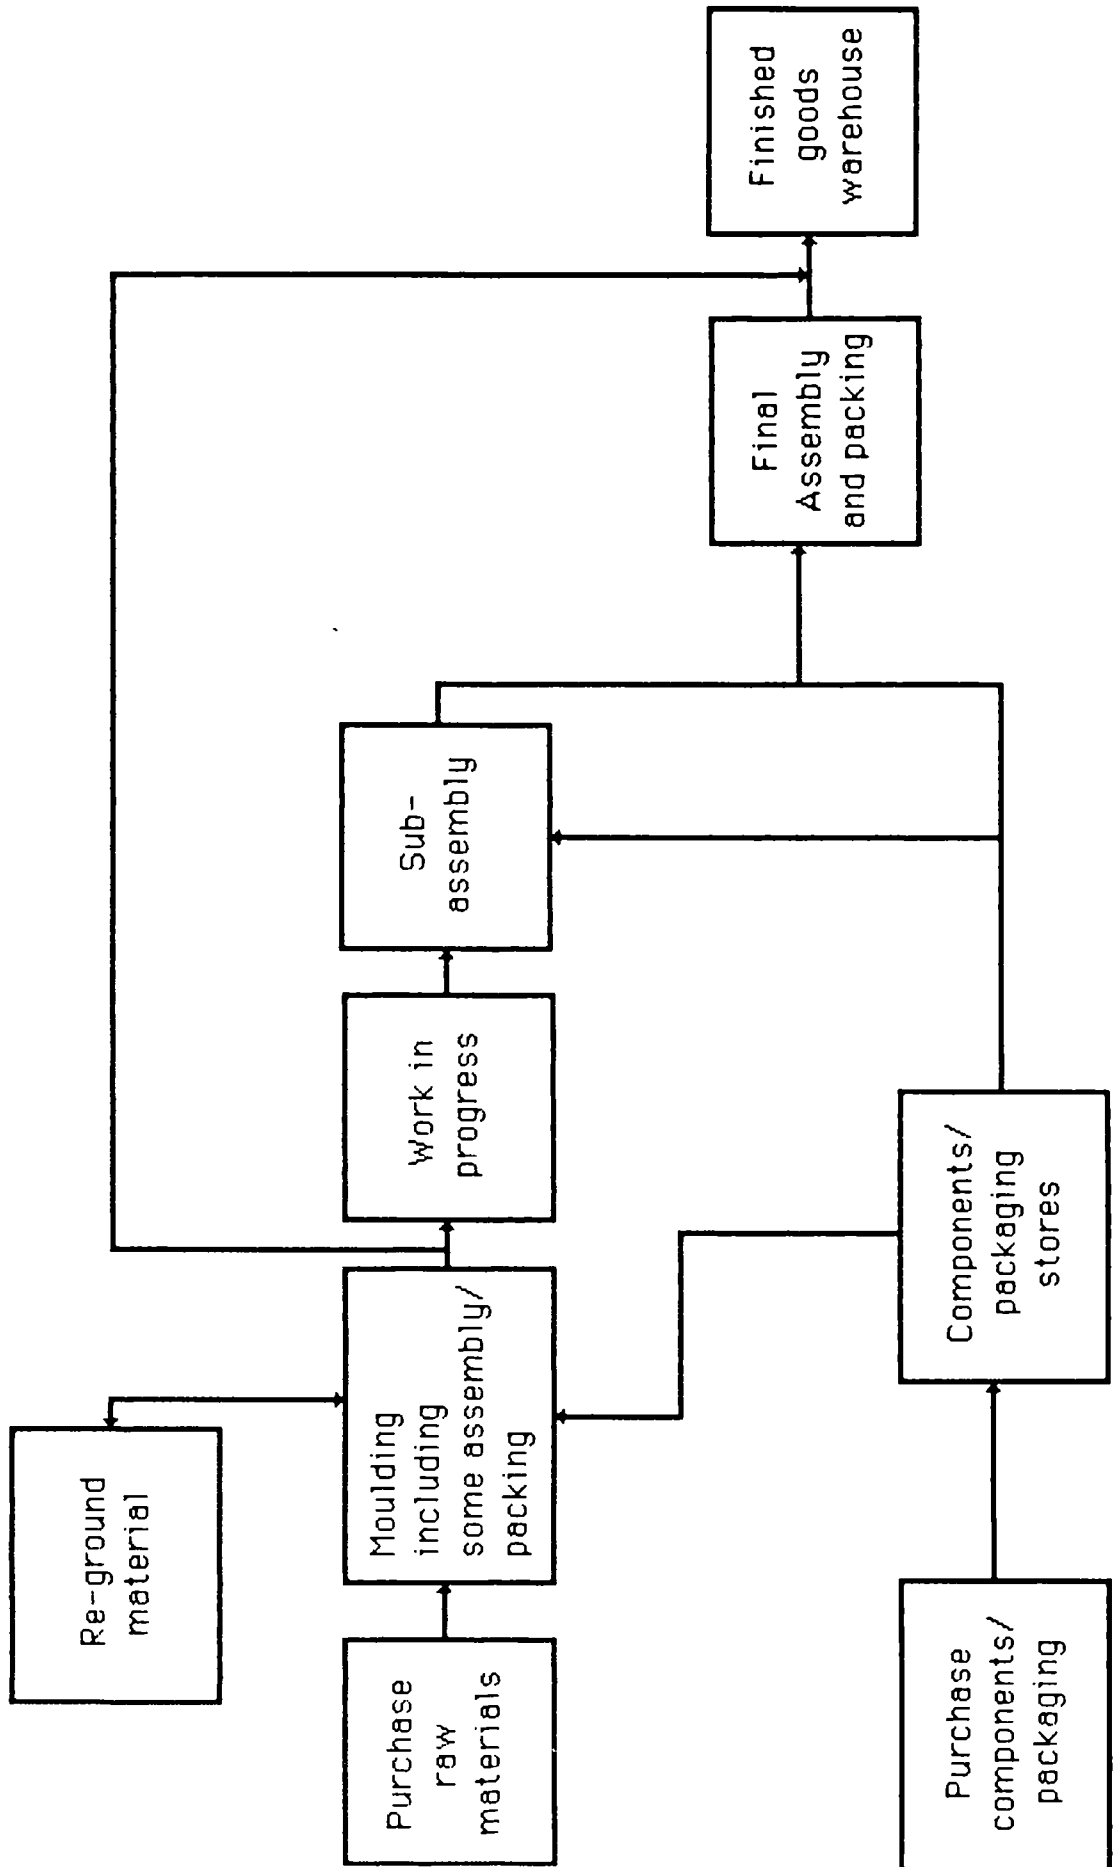 Re-ground
material
Purchase
raw
materials
Moulding
including
some assembly/
packing
Work in
progress
Sub-
assembly
Final
Assembly
and packing
Finished
goods
warehouse
Purchase
components/
packaging
Components/
packaging
stores